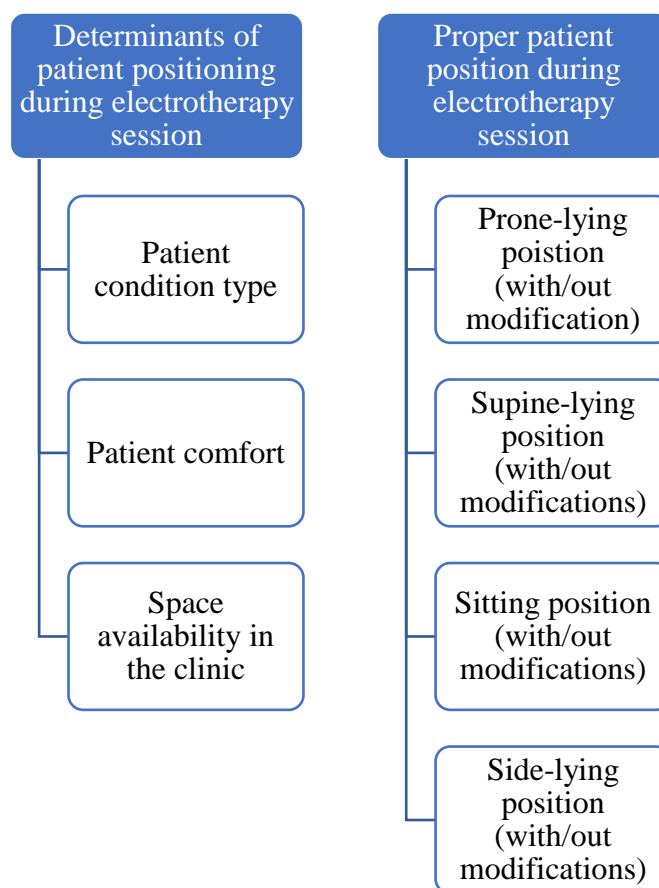 Determinants of
patient positioning
during electrotherapy
session
Patient
condition type
Patient comfort
Space
availability in
the clinic
Proper patient
position during
electrotherapy
session
Prone-lying
poistion
(with/out
modification)
Supine-lying
position
(with/out
modifications)
Sitting position
(with/out
modifications)
Side-lying
position
(with/out
modifications)